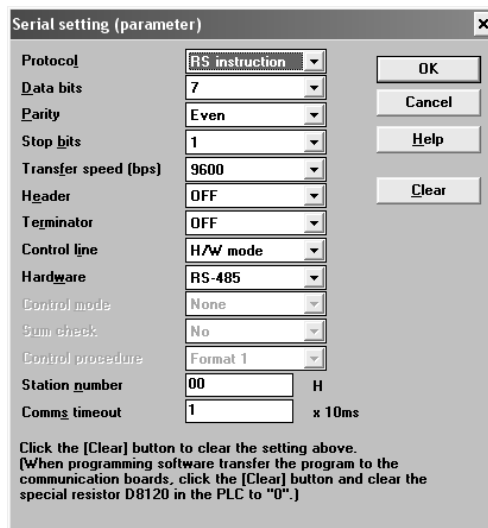 Serial setting (parameter)
Protocol RS instruction
Data bits 7
Parity Even
Stop bits 1
Transfer speed (bps) 9600
Header OFF
Terminator OFF
Control line H/W mode
Hardware RS-485
Control mode None
Sum check No
Control procedure Format 1
Station number 00 H
Comms timeout 1 x 10ms
OK
Cancel
Help
Clear
Click the [Clear] button to clear the setting above.
(When programming software transfer the program to the
communication boards, click the [Clear] button and clear the
special resistor D8120 in the PLC to "0".)